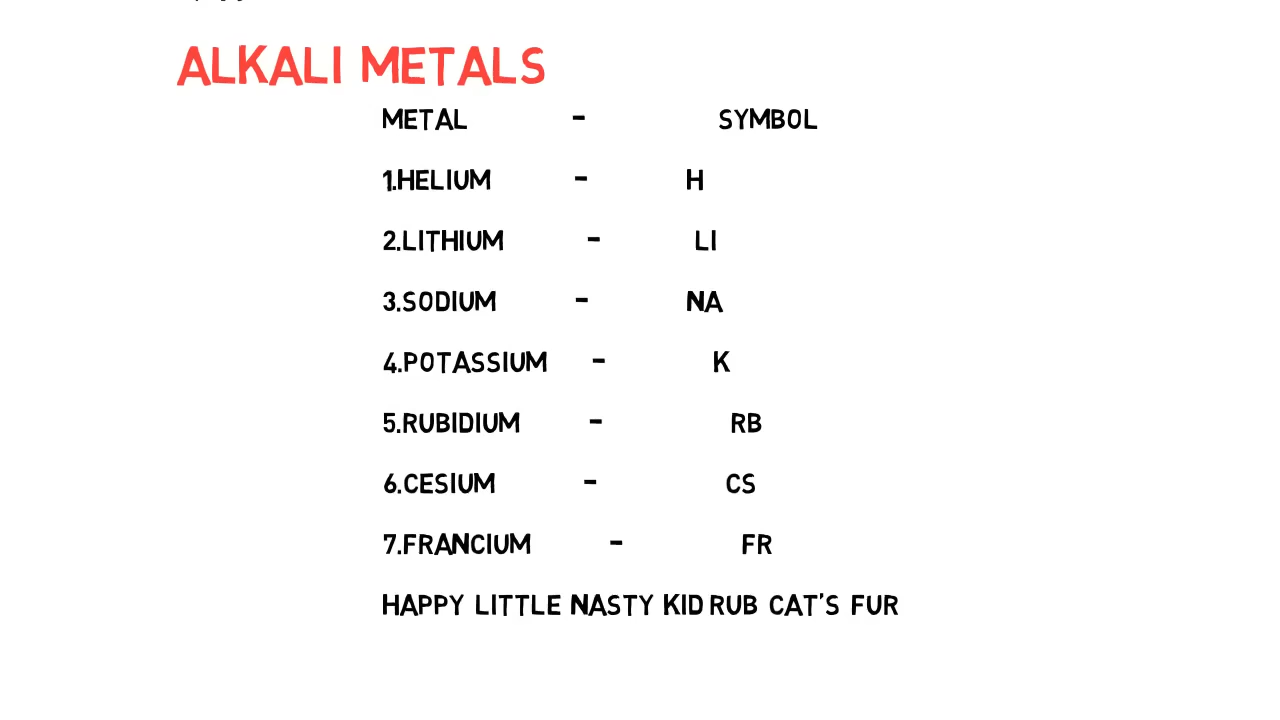 ALKALI METALS
METAL - SYMBOL
1.HELIUM - H
2.LITHIUM - LI
3.SODIUM - NA
4.POTASSIUM - K
5.RUBIDIUM - RB
6.CESIUM - CS
7.FRANCIUM - FR
HAPPY LITTLE NASTY KID RUB CAT'S FUR